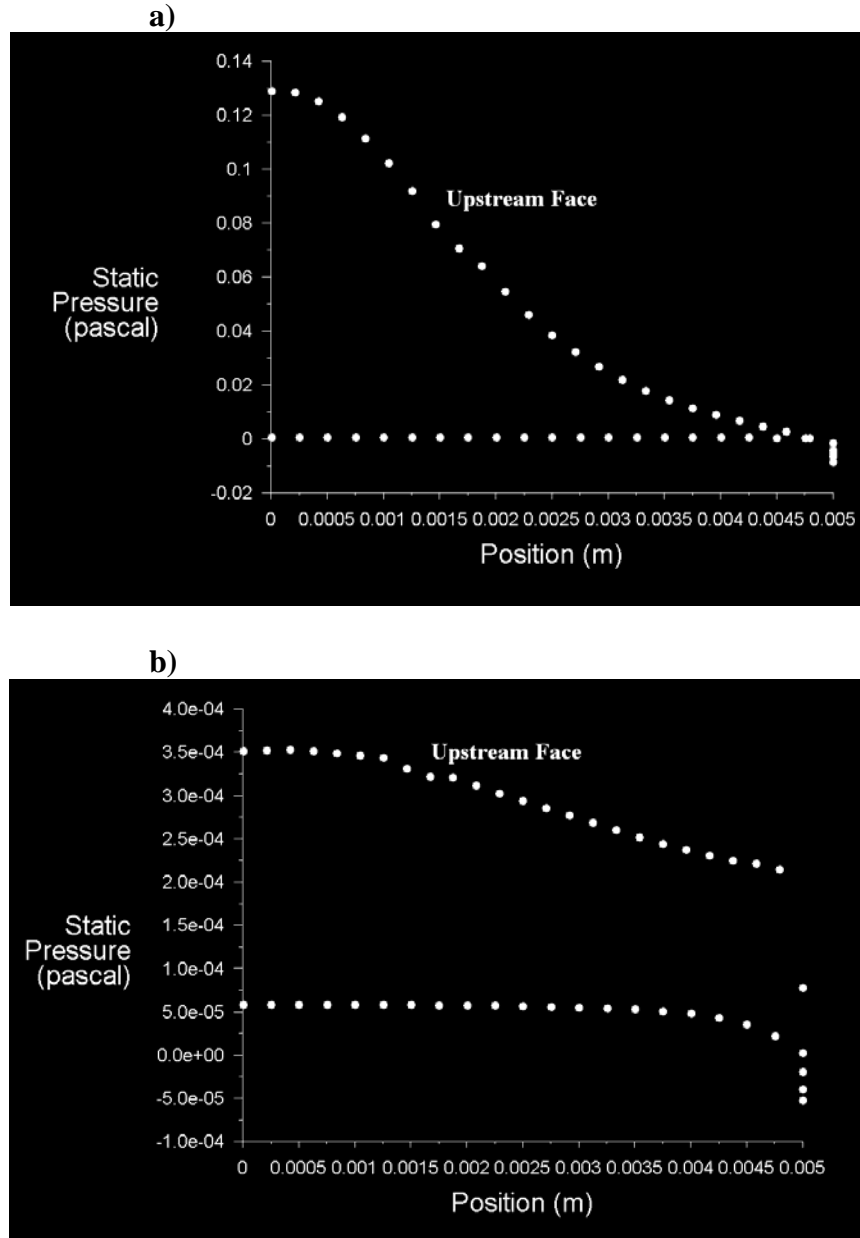 a)
0.14
0.12
0.1
0.08
0.06
0.04
0.02
0
-0.02
Static
Pressure
(pascal)
Upstream Face
0 0.0005 0.001 0.0015 0.002 0.0025 0.003 0.0035 0.004 0.0045 0.005
Position (m)
b)
4.0e-04
3.5e-04
3.0e-04
2.5e-04
2.0e-04
1.5e-04
1.0e-04
5.0e-05
0.0e+00
-5.0e-05
-1.0e-04
Static
Pressure
(pascal)
Upstream Face
0 0.0005 0.001 0.0015 0.002 0.0025 0.003 0.0035 0.004 0.0045 0.005
Position (m)